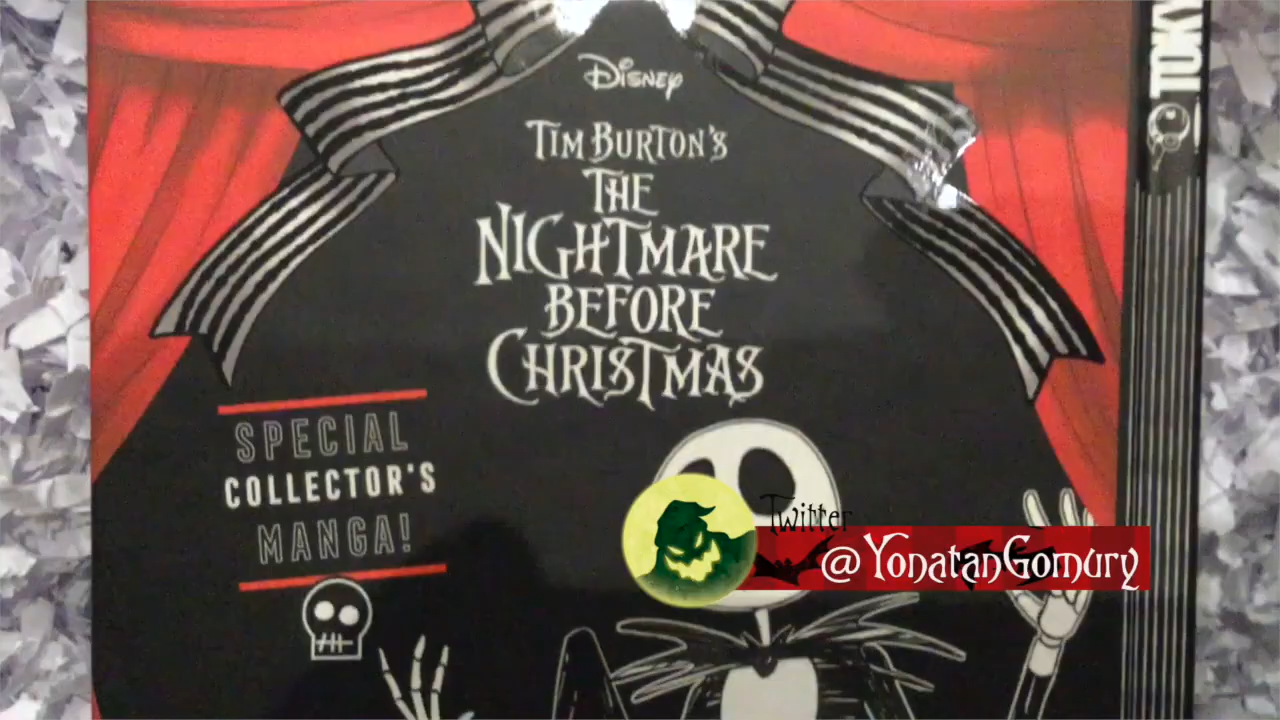 Disney
TIM BURTON'S
THE
NIGHTMARE
BEFORE
CHRISTMAS
SPECIAL
COLLECTOR'S
MANGA!
Twitter
@YonatanGomury